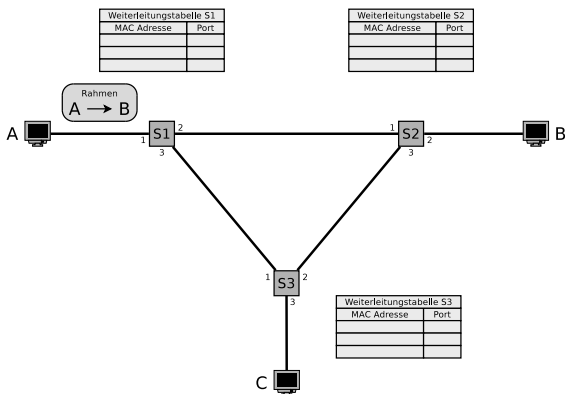 Weiterleitungstabelle S1
MAC Adresse Port
Weiterleitungstabelle S2
MAC Adresse Port
Rahmen
A → B
A
1 S1 2
3
1 S2 2
3
B
1 S3 2
3
Weiterleitungstabelle S3
MAC Adresse Port
C